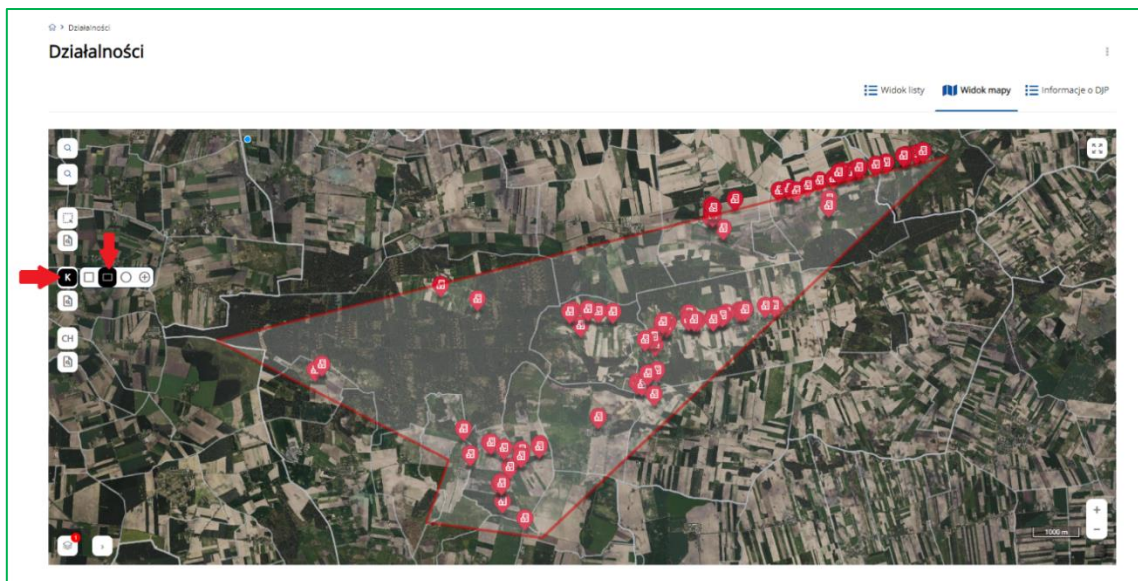 > Działalności
Działalności
Widok listy
Widok mapy
Informacje o DJP
K
CH
1000 m
+
−